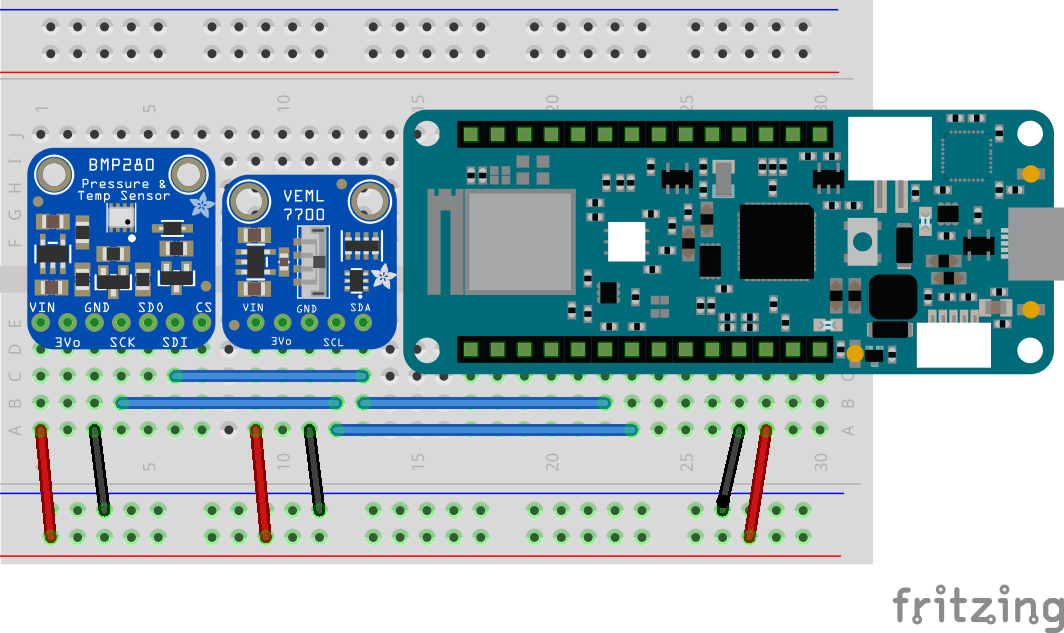 1 5 10 15 20 25 30
J
I
H
G
F
E
D
C
B
A
BMP280
Pressure &
Temp Sensor
VIN GND SDO CS
3Vo SCK SDI
VEML
7700
VIN GND SDA
3Vo SCL
C
B
A
5 10 15 20 25 30
fritzing